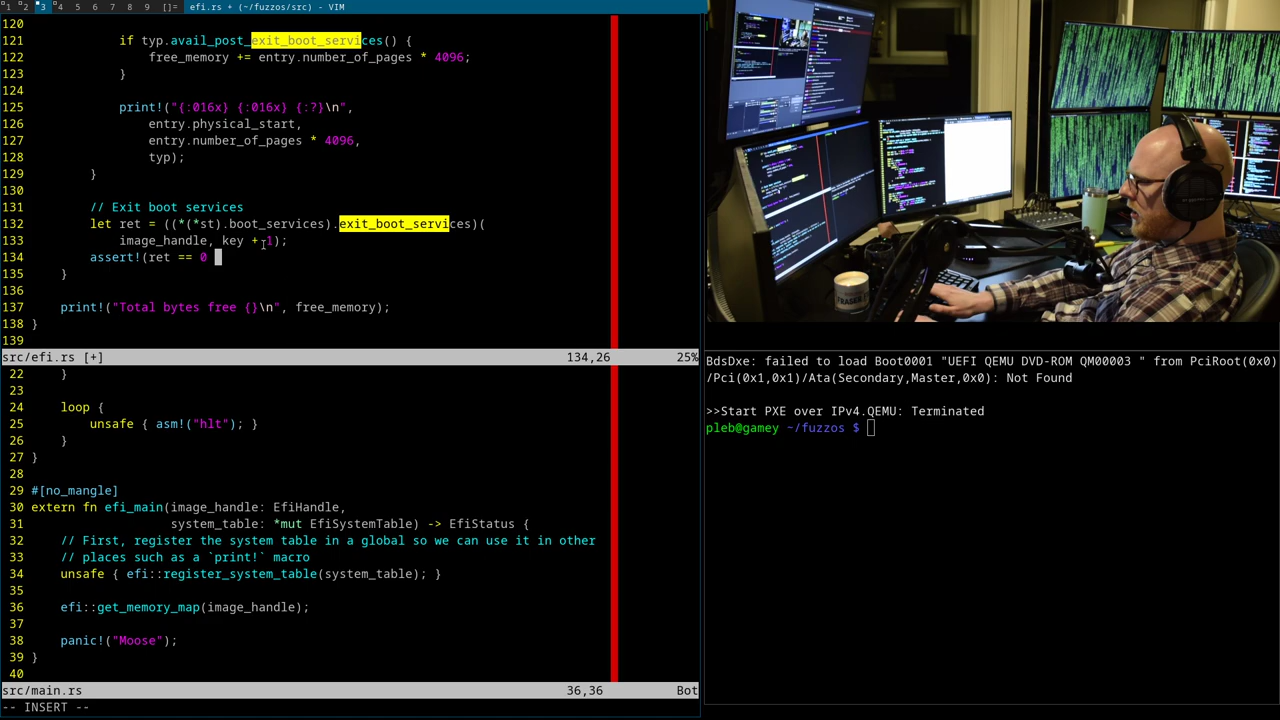 1 2 3 4 5 6 7 8 9 []= efi.rs + (~/fuzzos/src) - VIM
120
121 if typ.avail_post_exit_boot_services() {
122 free_memory += entry.number_of_pages * 4096;
123 }
124
125 print!("{:016x} {:016x} {:?}\n",
126 entry.physical_start,
127 entry.number_of_pages * 4096,
128 typ);
129 }
130
131 // Exit boot services
132 let ret = ((*(*st).boot_services).exit_boot_services)(
133 image_handle, key + 1);
134 assert!(ret == 0
135 }
136
137 print!("Total bytes free {}\n", free_memory);
138 }
139
src/efi.rs [+] 134,26 25%
22 }
23
24 loop {
25 unsafe { asm!("hlt"); }
26 }
27 }
28
29 #[no_mangle]
30 extern fn efi_main(image_handle: EfiHandle,
31 system_table: *mut EfiSystemTable) -> EfiStatus {
32 // First, register the system table in a global so we can use it in other
33 // places such as a `print!` macro
34 unsafe { efi::register_system_table(system_table); }
35
36 efi::get_memory_map(image_handle);
37
38 panic!("Moose");
39 }
40
src/main.rs 36,36 Bot
-- INSERT --
FRASER
BdsDxe: failed to load Boot0001 "UEFI QEMU DVD-ROM QM00003 " from PciRoot(0x0)
/Pci(0x1,0x1)/Ata(Secondary,Master,0x0): Not Found
>>Start PXE over IPv4.QEMU: Terminated
pleb@gamey ~/fuzzos $